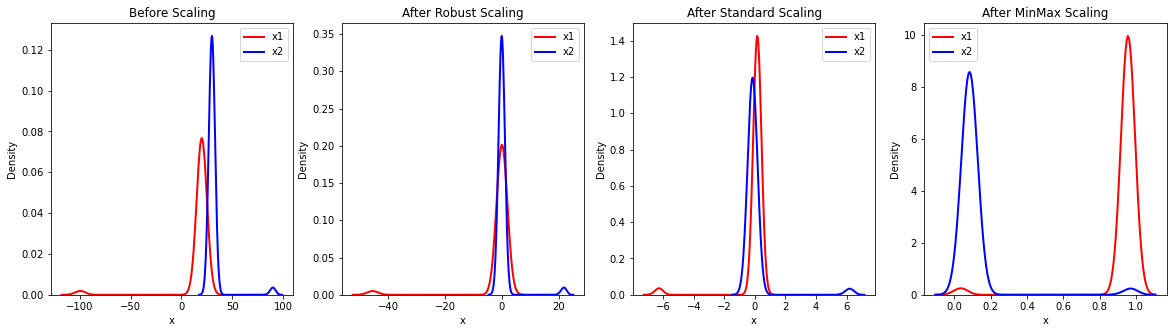 Before Scaling
0.12
0.10
0.08
0.06
0.04
0.02
0.00
Density
x1
x2
−100
−50
0
50
100
x
After Robust Scaling
0.35
0.30
0.25
0.20
0.15
0.10
0.05
0.00
Density
x1
x2
−40
−20
0
20
x
After Standard Scaling
1.4
1.2
1.0
0.8
0.6
0.4
0.2
0.0
Density
x1
x2
−6
−4
−2
0
2
4
6
x
After MinMax Scaling
10
8
6
4
2
0
Density
x1
x2
0.0
0.2
0.4
0.6
0.8
1.0
x